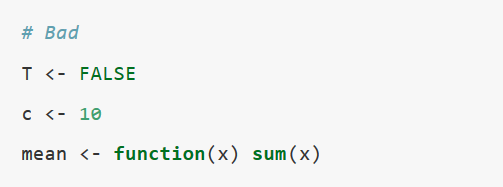 # Bad
T <- FALSE
c <- 10
mean <- function(x) sum(x)